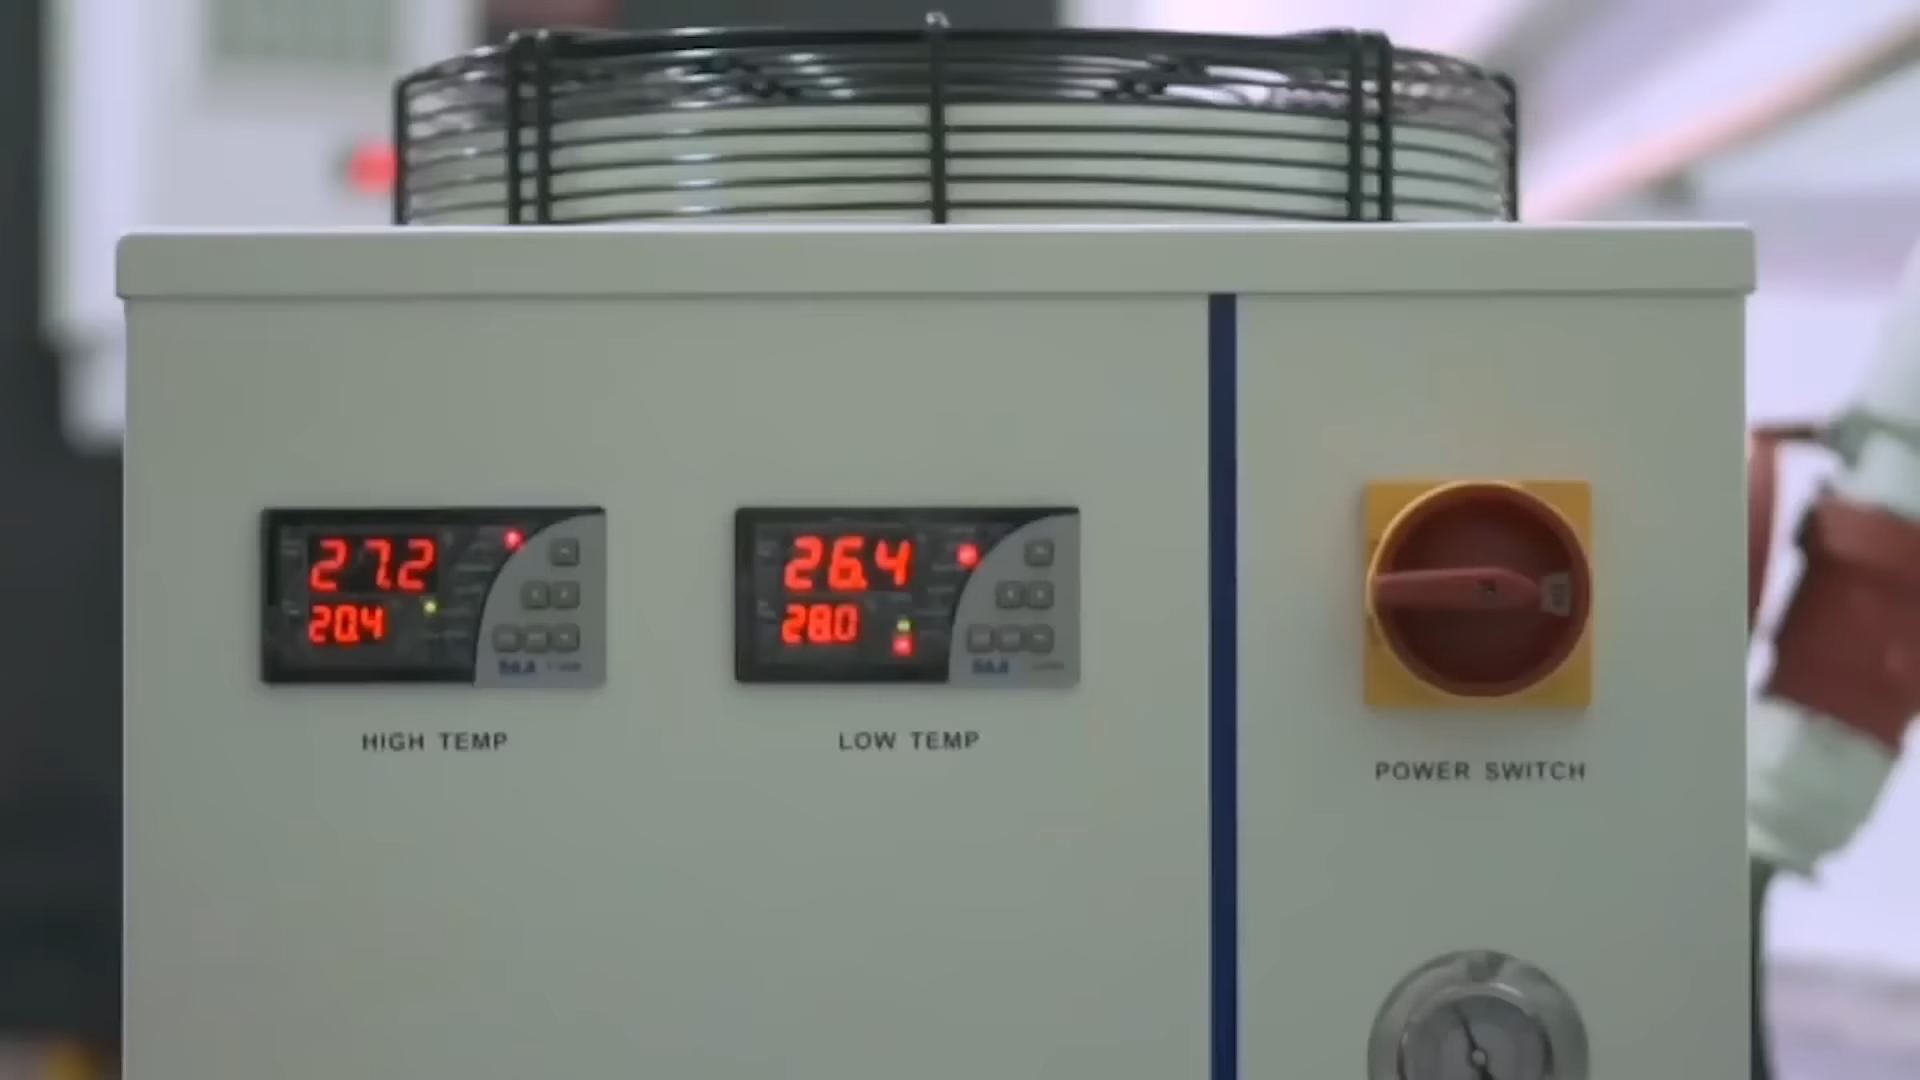 27.2
20.4
26.4
28.0
HIGH TEMP
LOW TEMP
POWER SWITCH